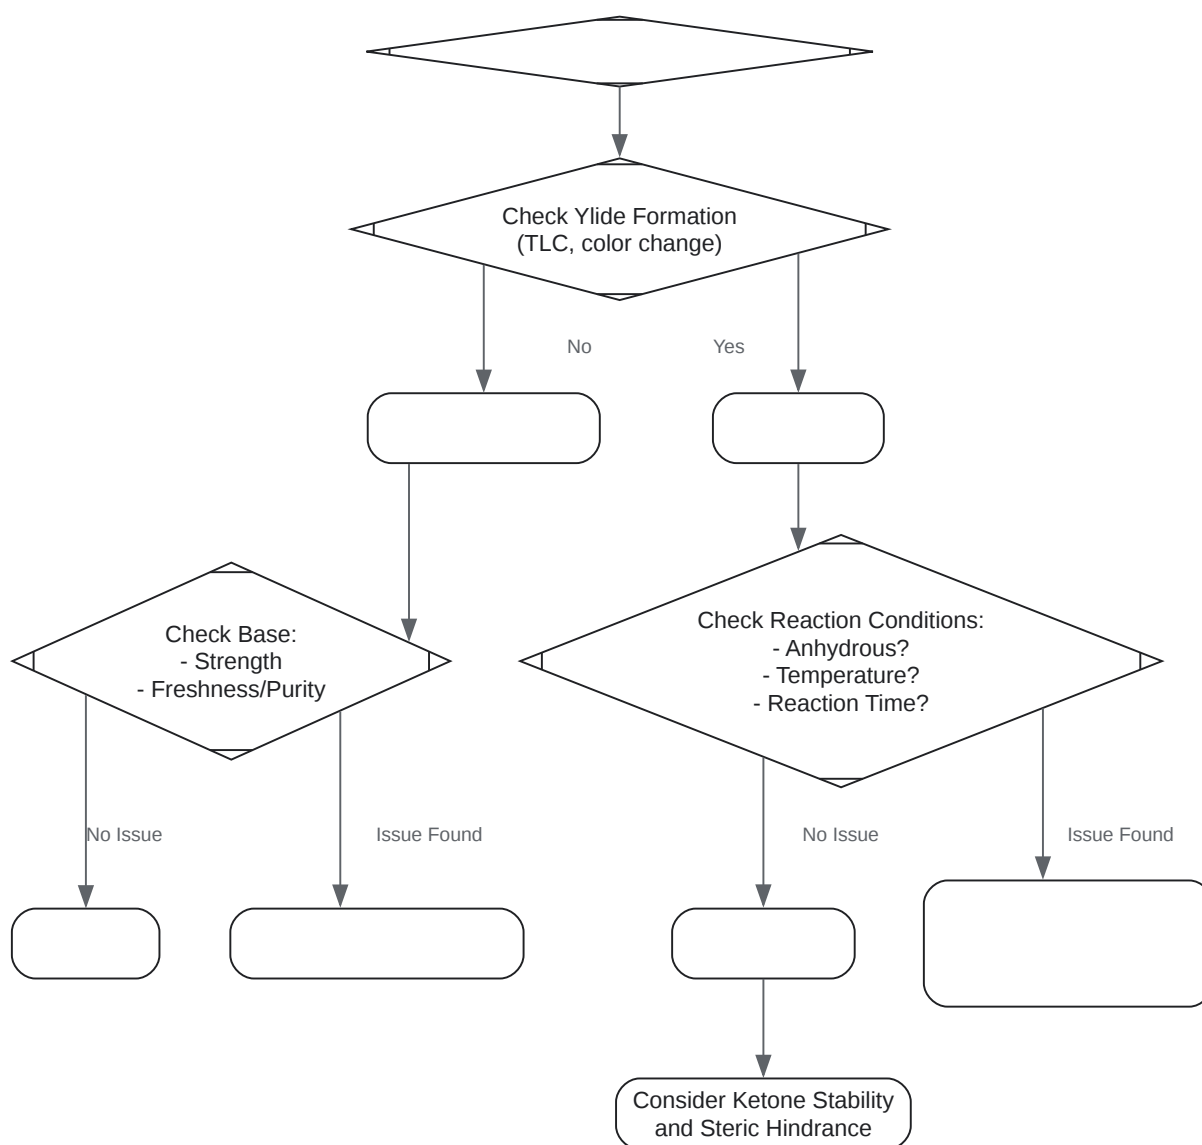 Check Ylide Formation
(TLC, color change)
No
Yes
Check Base:
- Strength
- Freshness/Purity
Check Reaction Conditions:
- Anhydrous?
- Temperature?
- Reaction Time?
No Issue
Issue Found
No Issue
Issue Found
Consider Ketone Stability
and Steric Hindrance